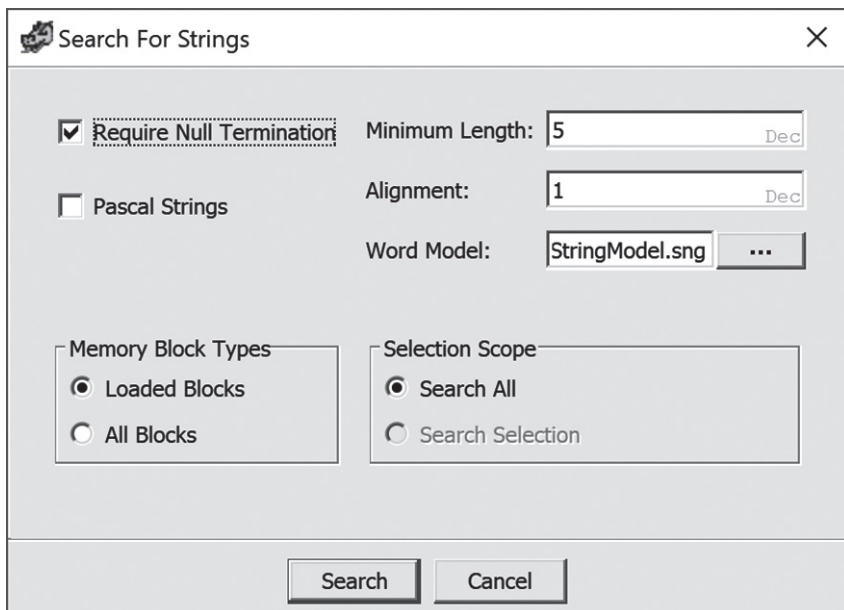 Search For Strings
Require Null Termination
Minimum Length: 5 Dec
Pascal Strings
Alignment: 1 Dec
Word Model: StringModel.sng ...
Memory Block Types
Loaded Blocks
All Blocks
Selection Scope
Search All
Search Selection
Search Cancel